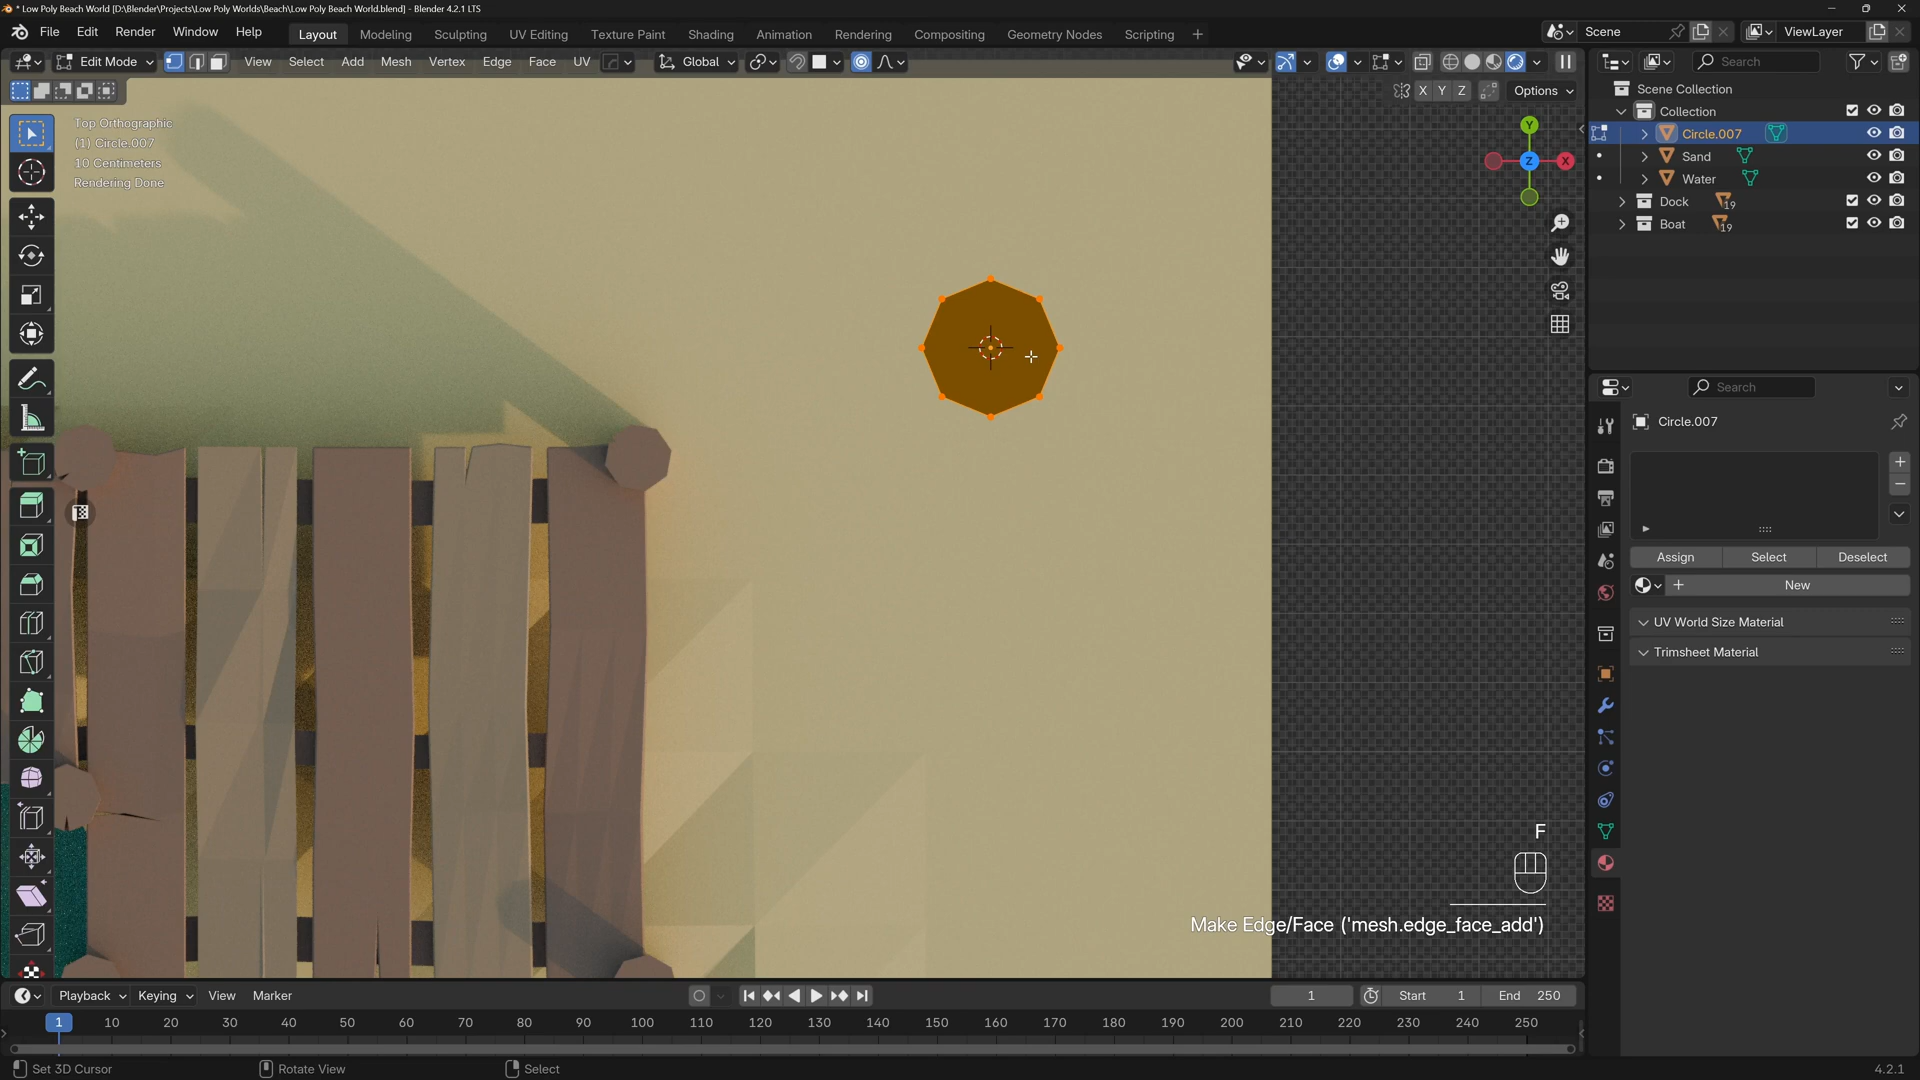 * Low Poly Beach World [D:\Blender\Projects\Low Poly Worlds\Beach\Low Poly Beach World.blend] - Blender 4.2.1 LTS
File Edit Render Window Help
Layout Modeling Sculpting UV Editing Texture Paint Shading Animation Rendering Compositing Geometry Nodes Scripting +
Scene
ViewLayer
Edit Mode
View Select Add Mesh Vertex Edge Face UV
Global
Search
X Y Z
Options
Scene Collection
Collection
Circle.007
Sand
Water
Dock 19
Boat 19
Top Orthographic
(1) Circle.007
10 Centimeters
Rendering Done
Y
Z
X
Search
Circle.007
Assign Select Deselect
New
UV World Size Material
Trimsheet Material
F
Make Edge/Face ('mesh.edge_face_add')
Playback Keying View Marker
1
Start 1
End 250
1 10 20 30 40 50 60 70 80 90 100 110 120 130 140 150 160 170 180 190 200 210 220 230 240 250
Set 3D Cursor
Rotate View
Select
4.2.1